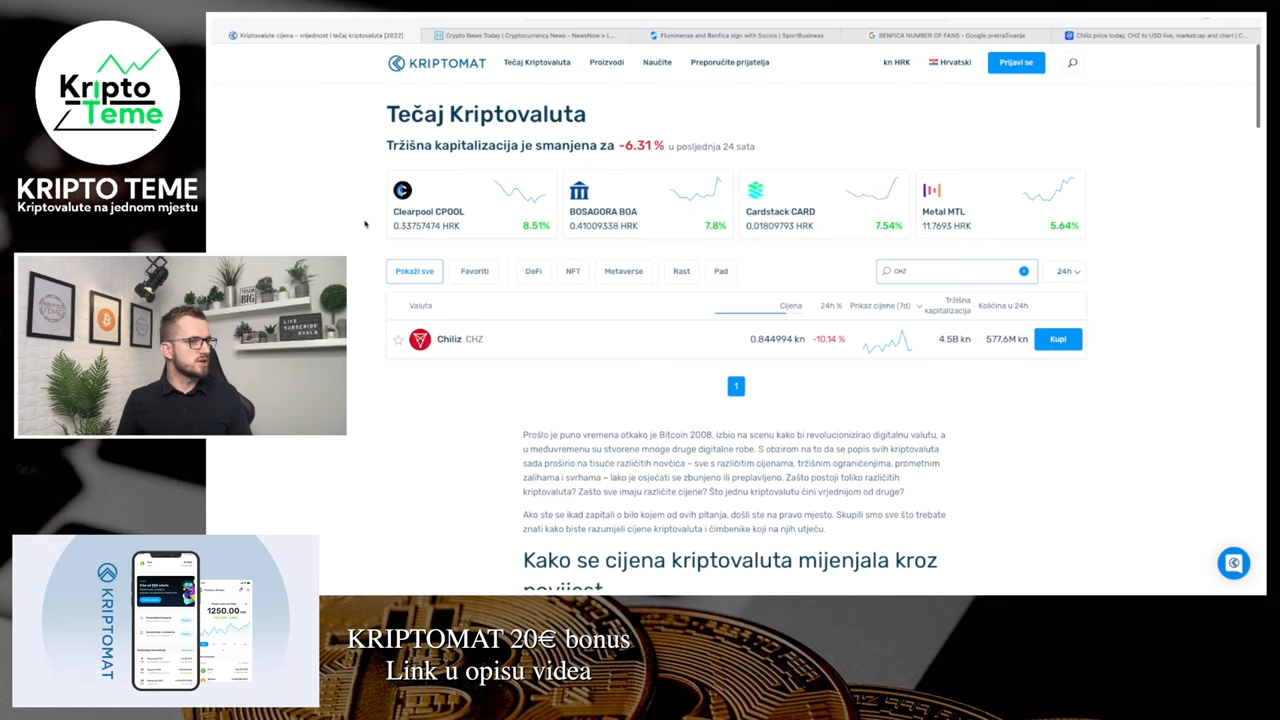 Kripto
Teme
KRIPTO TEME
Kriptovalute na jednom mjestu
Kriptovalute cijena – vrijednost i tečaj kriptovaluta [2022]
Crypto News Today | Cryptocurrency News - NewsNow » L...
Fluminense and Benfica sign with Socios | SportBusiness
BENFICA NUMBER OF FANS - Google pretraživanje
Chiliz price today, CHZ to USD live, marketcap and chart | C...
KRIPTOMAT
Tečaj Kriptovaluta
Proizvodi
Naučite
Preporučite prijatelja
kn HRK
Hrvatski
Prijavi se
Tečaj Kriptovaluta
Tržišna kapitalizacija je smanjena za -6.31 % u posljednja 24 sata
Clearpool CPOOL
0.33757474 HRK
8.51%
BOSAGORA BOA
0.41009338 HRK
7.8%
Cardstack CARD
0.01809793 HRK
7.54%
Metal MTL
11.7693 HRK
5.64%
Pokaži sve
Favoriti
DeFi
NFT
Metaverse
Rast
Pad
CHZ
24h
Valuta
Cijena
24h %
Prikaz cijene (7d)
Tržišna
kapitalizacija
Količina u 24h
Chiliz CHZ
0.844994 kn
-10.14 %
4.5B kn
577.6M kn
Kupi
1
Prošlo je puno vremena otkako je Bitcoin 2008. izbio na scenu kako bi revolucionizirao digitalnu valutu, a
u međuvremenu su stvorene mnoge druge digitalne robe. S obzirom na to da se popis svih kriptovaluta
sada proširio na tisuće različitih novčića – sve s različitim cijenama, tržišnim ograničenjima, prometnim
zalihama i svrhama – lako je osjećati se zbunjeno ili preplavljeno. Zašto postoji toliko različitih
kriptovaluta? Zašto sve imaju različite cijene? Što jednu kriptovalutu čini vrijednijom od druge?
Ako ste se ikad zapitali o bilo kojem od ovih pitanja, došli ste na pravo mjesto. Skupili smo sve što trebate
znati kako biste razumjeli cijene kriptovaluta i čimbenike koji na njih utječu.
Kako se cijena kriptovaluta mijenjala kroz
povijest
THINK
BIG
LIKE
SUBSCRIBE
KRIPTOMAT
1250.00
KRIPTOMAT 20€ bonus
Link u opisu videa